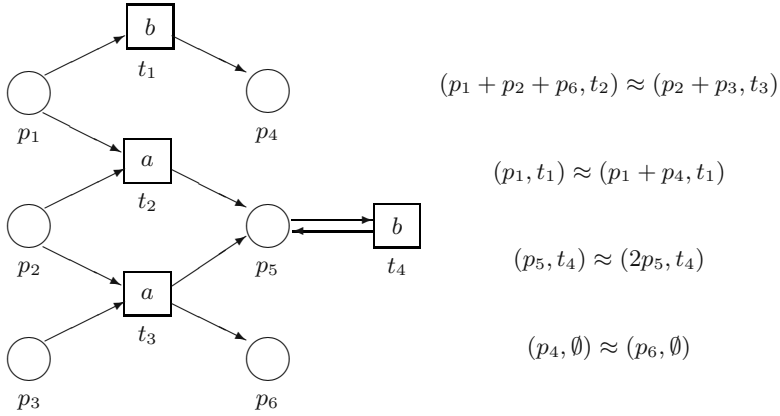 b
t₁
p₁
p₄
(p₁ + p₂ + p₆, t₂) ≈ (p₂ + p₃, t₃)
a
t₂
(p₁, t₁) ≈ (p₁ + p₄, t₁)
p₂
p₅
b
t₄
(p₅, t₄) ≈ (2p₅, t₄)
a
t₃
(p₄, ∅) ≈ (p₆, ∅)
p₃
p₆